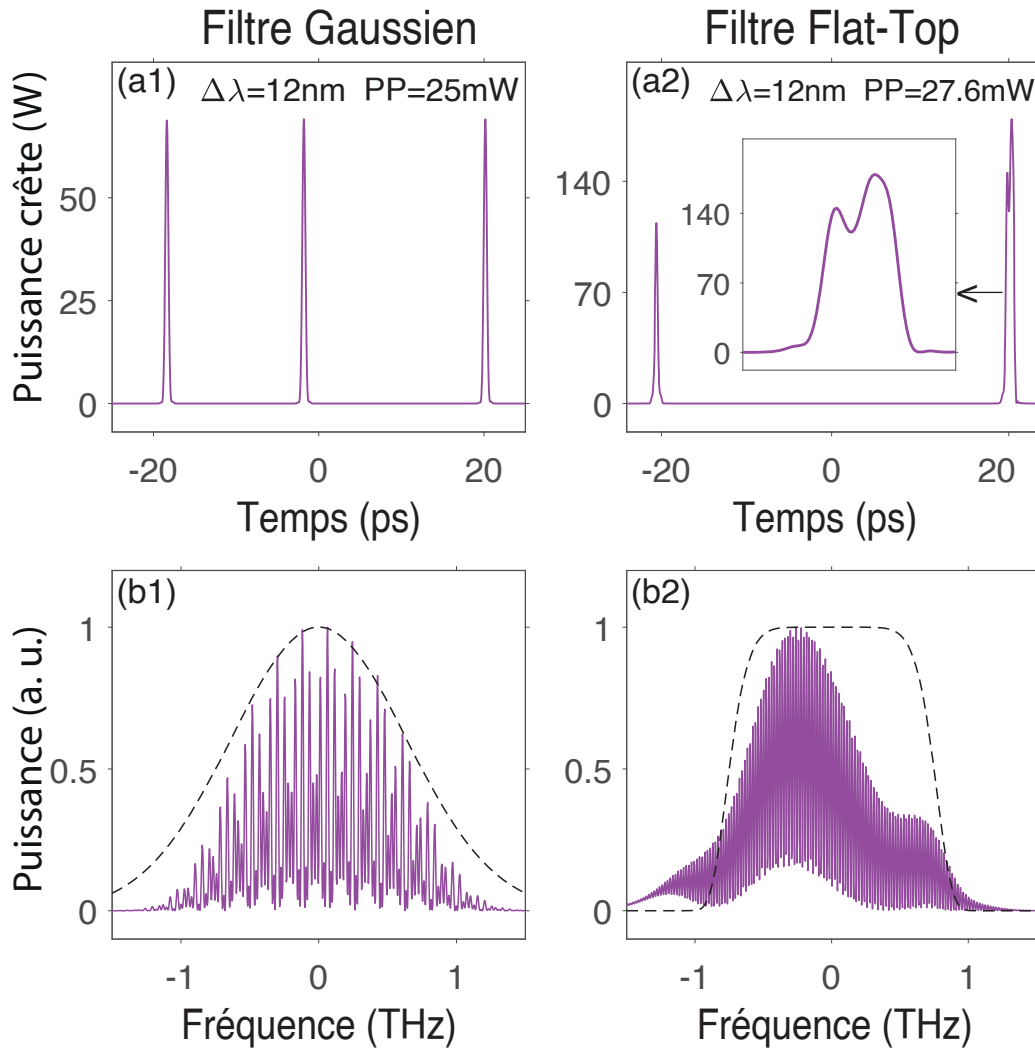 Filtre Gaussien
Filtre Flat-Top
(a1) Δλ=12nm PP=25mW
(a2) Δλ=12nm PP=27.6mW
Puissance crête (W)
50
25
0
-20 0 20
Temps (ps)
140
70
0
140
70
0
-20 0 20
Temps (ps)
(b1)
(b2)
Puissance (a. u.)
1
0.5
0
-1 0 1
Fréquence (THz)
1
0.5
0
-1 0 1
Fréquence (THz)